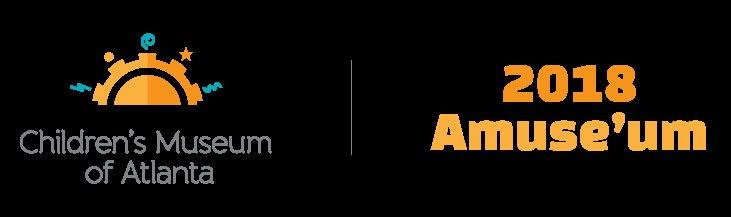 Children's Museum
of Atlanta
2018
Amuse'um